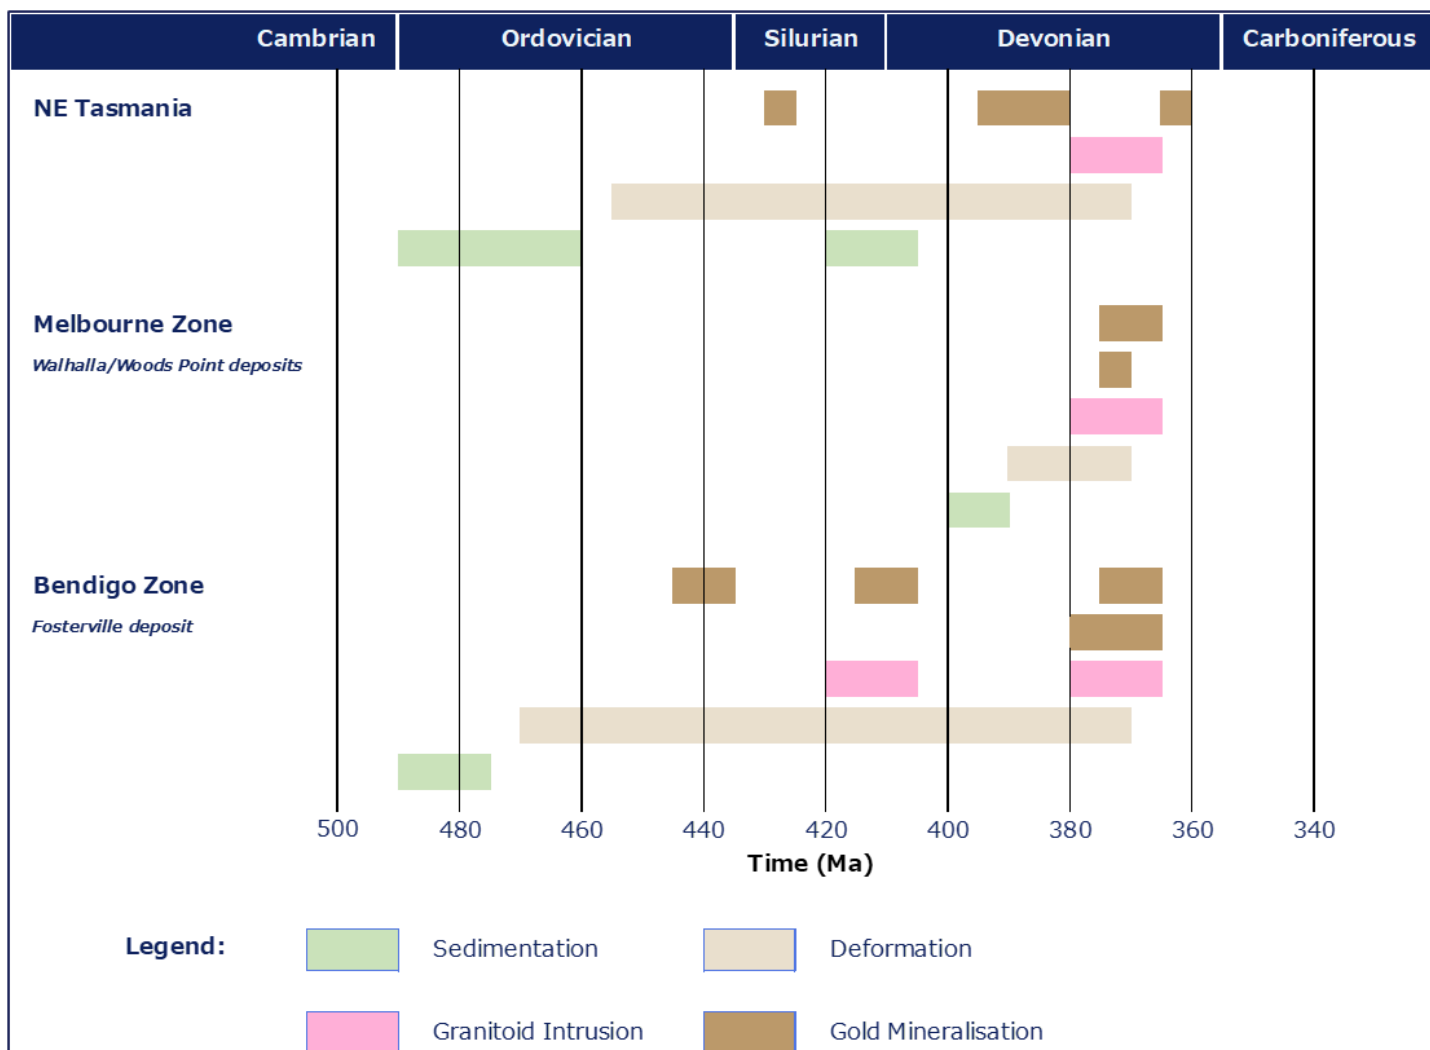 Cambrian Ordovician Silurian Devonian Carboniferous
NE Tasmania
Melbourne Zone
Walhalla/Woods Point deposits
Bendigo Zone
Fosterville deposit
500 480 460 440 420 400 380 360 340
Time (Ma)
Legend: Sedimentation Deformation
Granitoid Intrusion Gold Mineralisation